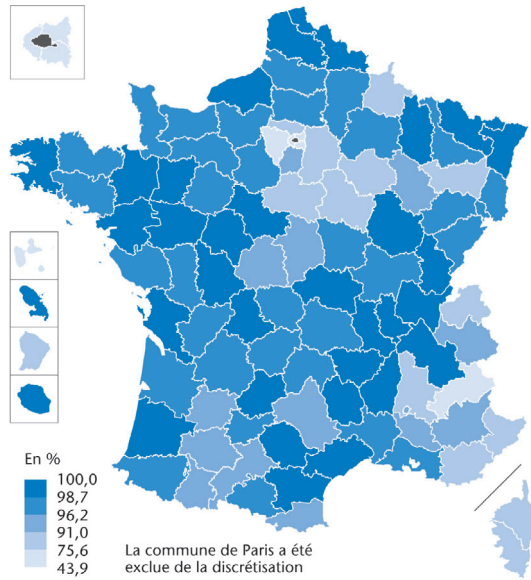 En %
100,0
98,7
96,2
91,0
75,6
43,9
La commune de Paris a été
exclue de la discrétisation